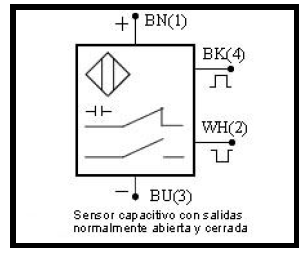 + BN(1)
BK(4)
WH(2)
− BU(3)
Sensor capacitivo con salidas
normalmente abierta y cerrada